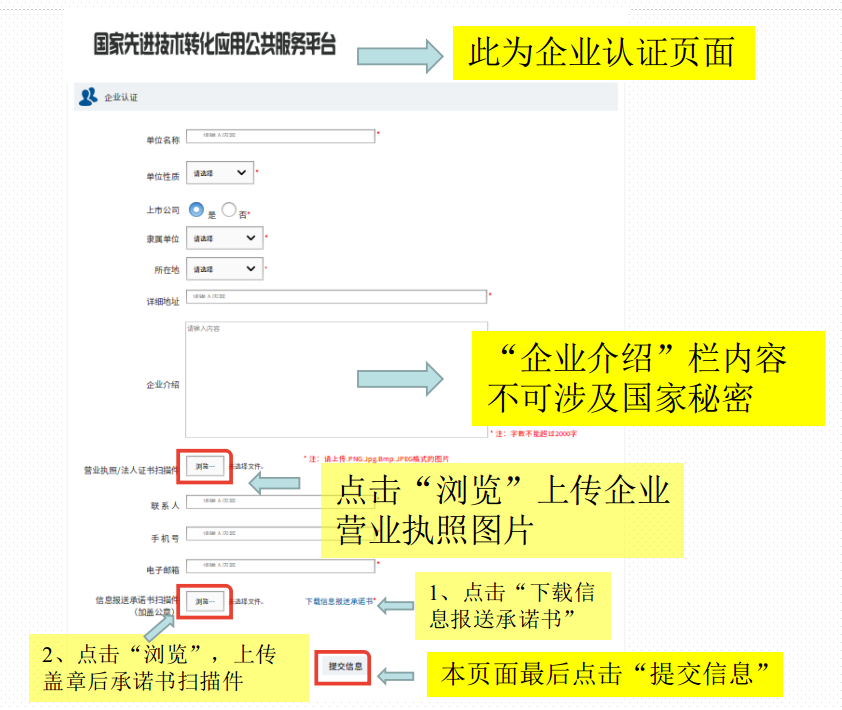 国家先进技术转化应用公共服务平台
此为企业认证页面
企业认证
单位名称 请输入内容 *
单位性质 请选择 *
上市公司 是 否*
隶属单位 请选择 *
所在地 请选择 *
详细地址 请输入内容 *
请输入内容
企业介绍
“企业介绍”栏内容
不可涉及国家秘密
* 注：字数不能超过2000字
* 注：请上传.PNG.jpg.Bmp.JPEG格式的图片
营业执照/法人证书扫描件 浏览… 未选择文件。
点击“浏览”上传企业
营业执照图片
联系人 请输入内容
手机号 请输入内容
电子邮箱 请输入内容 *
信息报送承诺书扫描件
（加盖公章） 浏览… 未选择文件。 下载信息报送承诺书*
1、点击“下载信
息报送承诺书”
2、点击“浏览”，上传
盖章后承诺书扫描件
提交信息
本页面最后点击“提交信息”